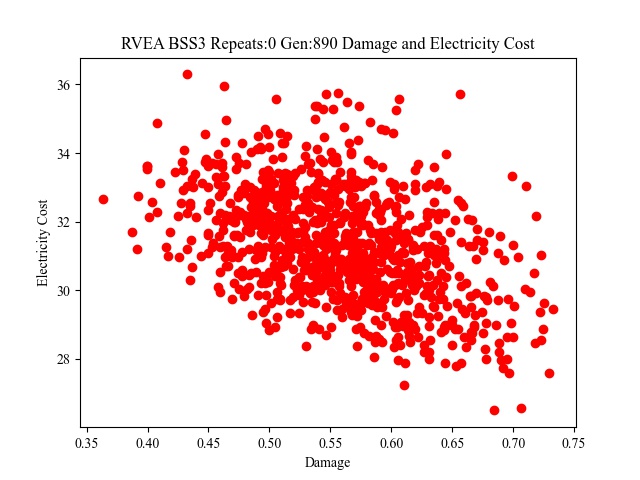 RVEA BSS3 Repeats:0 Gen:890 Damage and Electricity Cost
36
34
32
30
28
Electricity Cost
0.35 0.40 0.45 0.50 0.55 0.60 0.65 0.70 0.75
Damage